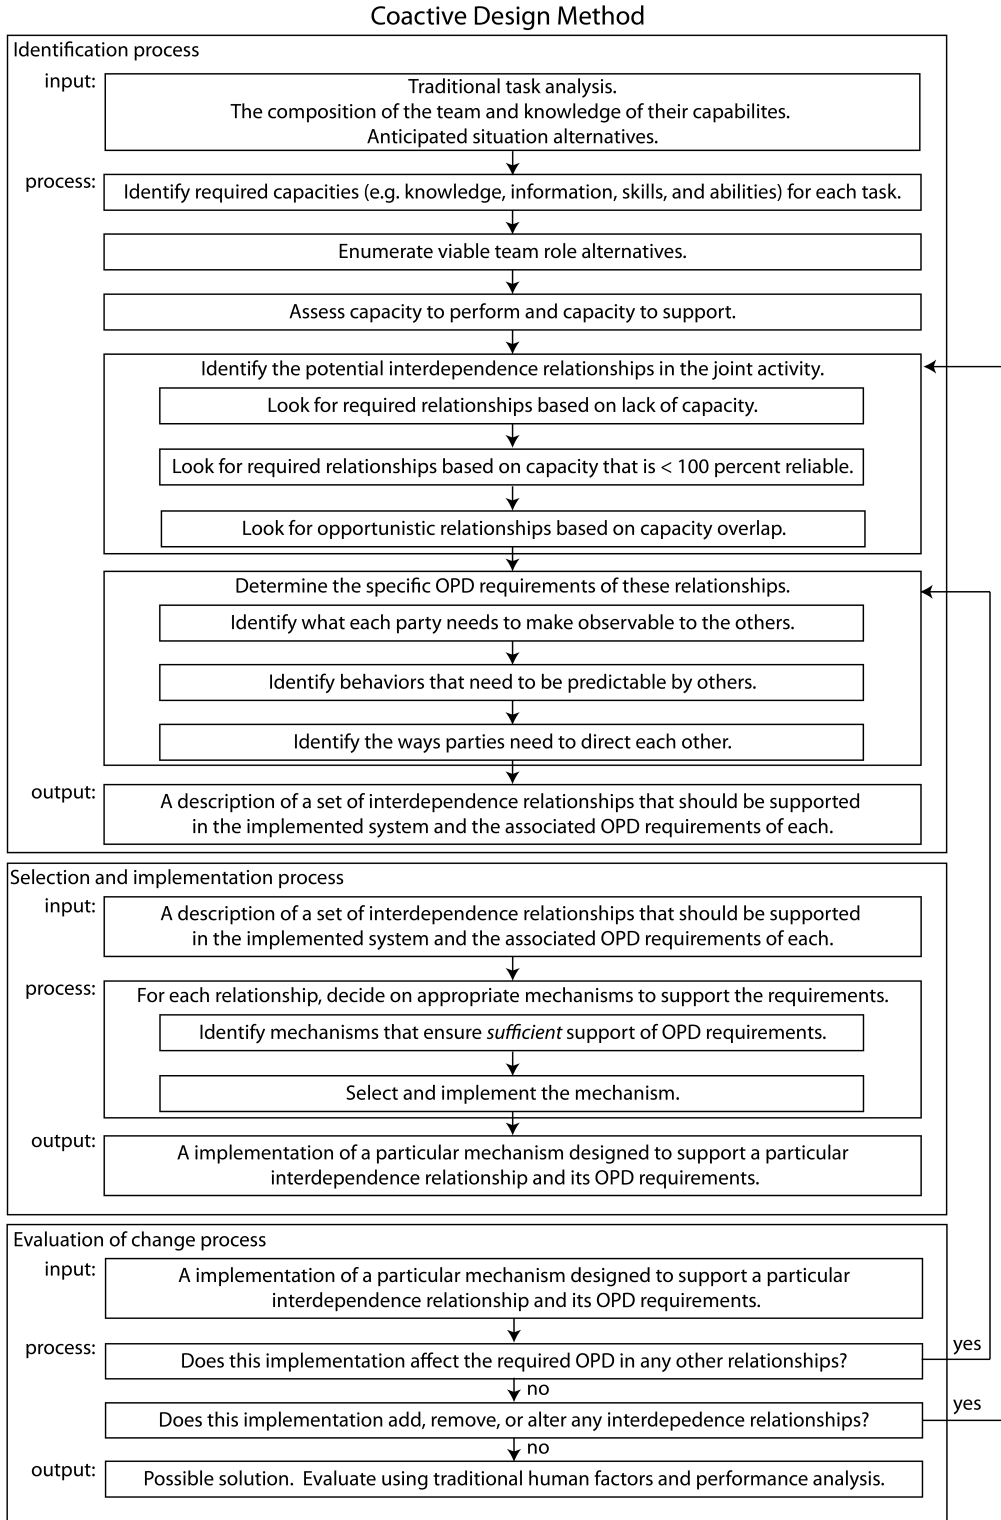 Coactive Design Method
Identification process
input:
Traditional task analysis.
The composition of the team and knowledge of their capabilites.
Anticipated situation alternatives.
process:
Identify required capacities (e.g. knowledge, information, skills, and abilities) for each task.
Enumerate viable team role alternatives.
Assess capacity to perform and capacity to support.
Identify the potential interdependence relationships in the joint activity.
Look for required relationships based on lack of capacity.
Look for required relationships based on capacity that is < 100 percent reliable.
Look for opportunistic relationships based on capacity overlap.
Determine the specific OPD requirements of these relationships.
Identify what each party needs to make observable to the others.
Identify behaviors that need to be predictable by others.
Identify the ways parties need to direct each other.
output:
A description of a set of interdependence relationships that should be supported
in the implemented system and the associated OPD requirements of each.
Selection and implementation process
input:
A description of a set of interdependence relationships that should be supported
in the implemented system and the associated OPD requirements of each.
process:
For each relationship, decide on appropriate mechanisms to support the requirements.
Identify mechanisms that ensure sufficient support of OPD requirements.
Select and implement the mechanism.
output:
A implementation of a particular mechanism designed to support a particular
interdependence relationship and its OPD requirements.
Evaluation of change process
input:
A implementation of a particular mechanism designed to support a particular
interdependence relationship and its OPD requirements.
process:
Does this implementation affect the required OPD in any other relationships?
yes
no
Does this implementation add, remove, or alter any interdepedence relationships?
yes
no
output:
Possible solution. Evaluate using traditional human factors and performance analysis.